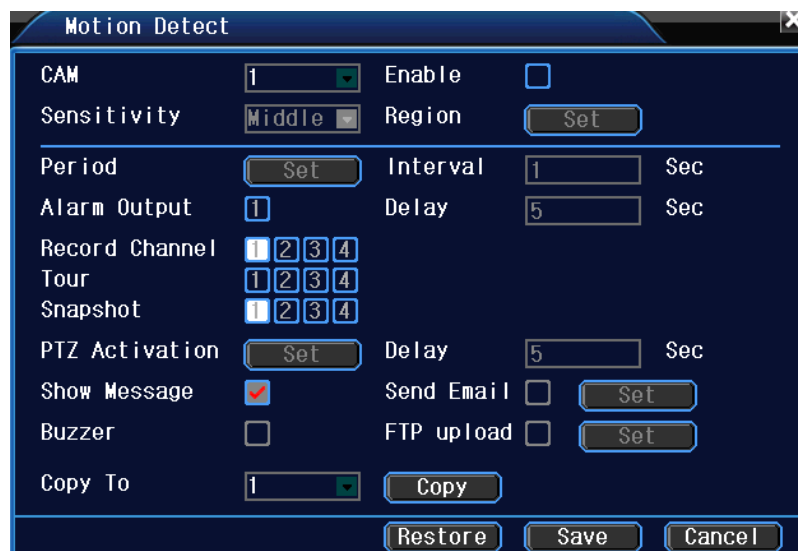 Motion Detect
CAM 1 Enable
Sensitivity Middle Region Set
Period Set Interval 1 Sec
Alarm Output 1 Delay 5 Sec
Record Channel 1 2 3 4
Tour 1 2 3 4
Snapshot 1 2 3 4
PTZ Activation Set Delay 5 Sec
Show Message Send Email Set
Buzzer FTP upload Set
Copy To 1 Copy
Restore Save Cancel